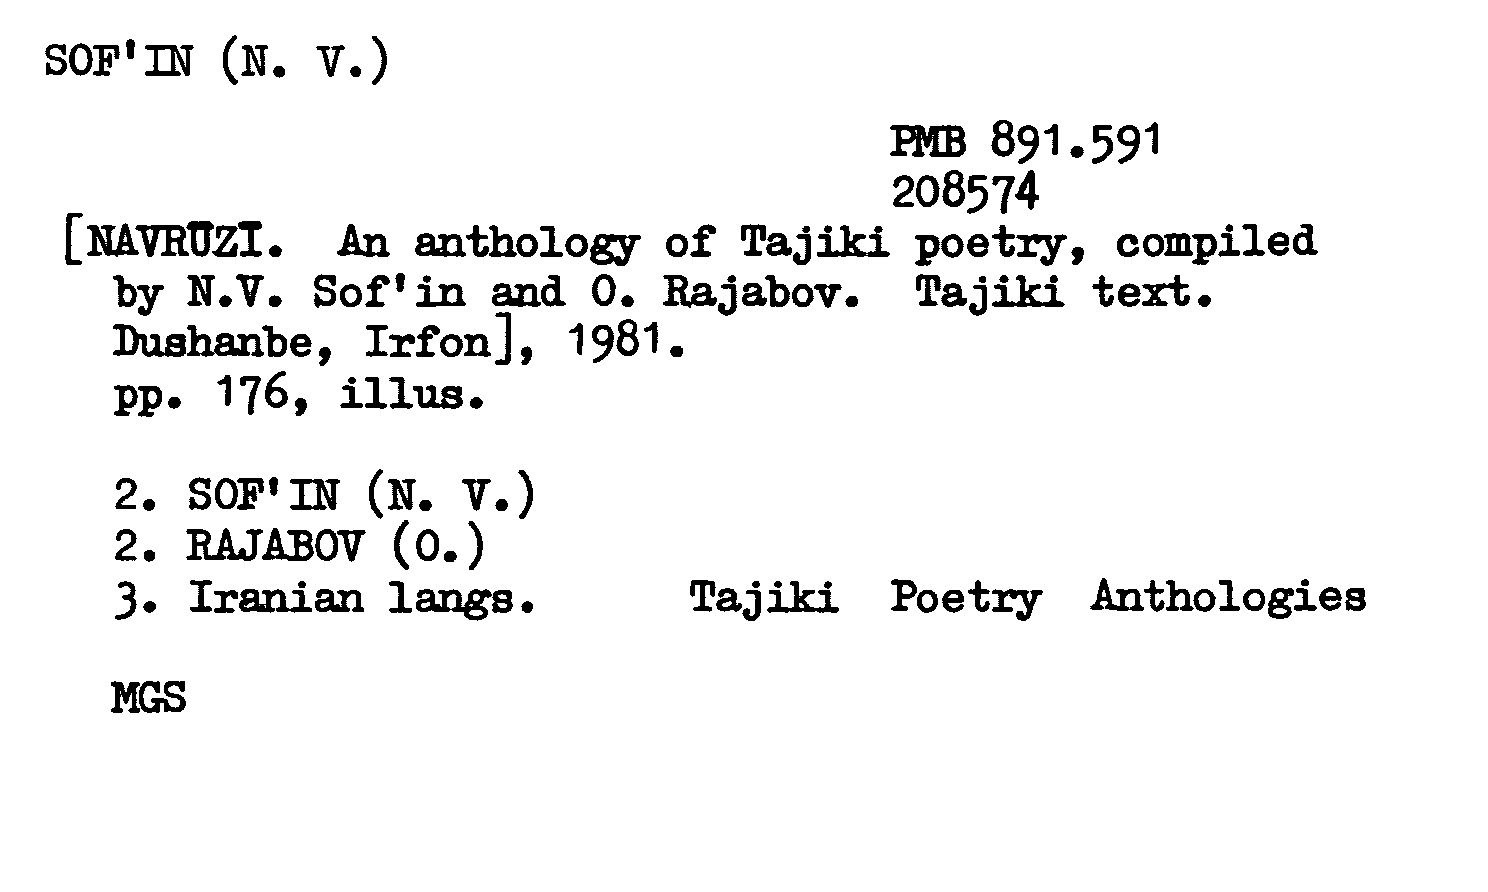 SOF'IN (N. V.)
PMB 891.591
208574
[NAVRŪZĪ. An anthology of Tajiki poetry, compiled
by N.V. Sof'in and O. Rajabov. Tajiki text.
Dushanbe, Irfon], 1981.
pp. 176, illus.
2. SOF'IN (N. V.)
2. RAJABOV (O.)
3. Iranian langs. Tajiki Poetry Anthologies
MGS